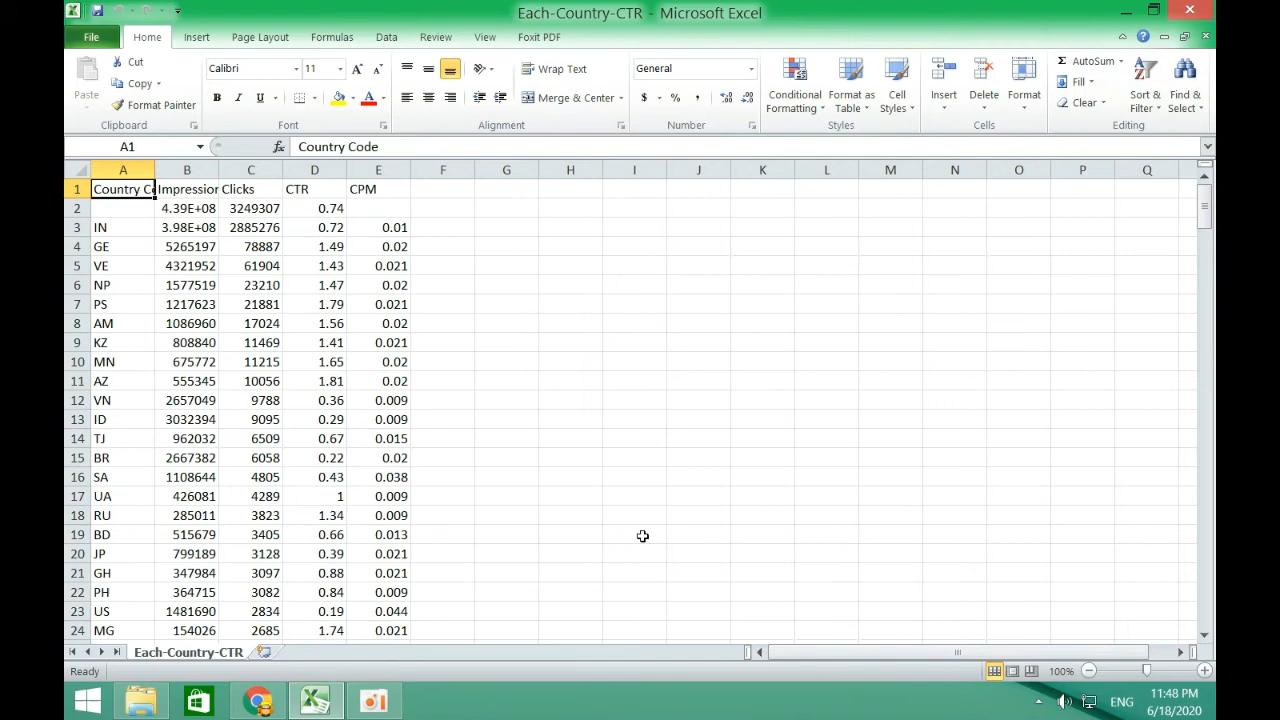 Each-Country-CTR - Microsoft Excel
File Home Insert Page Layout Formulas Data Review View Foxit PDF
Paste
Cut
Copy
Format Painter
Clipboard
Calibri 11
B I U
Font
Wrap Text
Merge & Center
Alignment
General
$ % ,
Number
Conditional Formatting
Format as Table
Cell Styles
Styles
Insert Delete Format
Cells
AutoSum
Fill
Clear
Sort & Filter
Find & Select
Editing
A1 fx Country Code
A B C D E F G H I J K L M N O P Q
1 Country Co Impression Clicks CTR CPM
2 4.39E+08 3249307 0.74
3 IN 3.98E+08 2885276 0.72 0.01
4 GE 5265197 78887 1.49 0.02
5 VE 4321952 61904 1.43 0.021
6 NP 1577519 23210 1.47 0.02
7 PS 1217623 21881 1.79 0.021
8 AM 1086960 17024 1.56 0.02
9 KZ 808840 11469 1.41 0.021
10 MN 675772 11215 1.65 0.02
11 AZ 555345 10056 1.81 0.02
12 VN 2657049 9788 0.36 0.009
13 ID 3032394 9095 0.29 0.009
14 TJ 962032 6509 0.67 0.015
15 BR 2667382 6058 0.22 0.02
16 SA 1108644 4805 0.43 0.038
17 UA 426081 4289 1 0.009
18 RU 285011 3823 1.34 0.009
19 BD 515679 3405 0.66 0.013
20 JP 799189 3128 0.39 0.021
21 GH 347984 3097 0.88 0.021
22 PH 364715 3082 0.84 0.009
23 US 1481690 2834 0.19 0.044
24 MG 154026 2685 1.74 0.021
Each-Country-CTR
Ready 100%
ENG
11:48 PM
6/18/2020